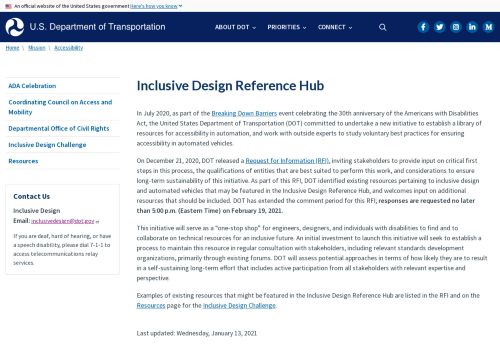 An official website of the United States government Here's how you know
U.S. Department of Transportation
ABOUT DOT
PRIORITIES
CONNECT
Home \ Mission \ Accessibility
ADA Celebration
Coordinating Council on Access and
Mobility
Departmental Office of Civil Rights
Inclusive Design Challenge
Resources
Contact Us
Inclusive Design
Email: inclusivedesign@dot.gov
If you are deaf, hard of hearing, or have
a speech disability, please dial 7-1-1 to
access telecommunications relay
services.
Inclusive Design Reference Hub
In July 2020, as part of the Breaking Down Barriers event celebrating the 30th anniversary of the Americans with Disabilities
Act, the United States Department of Transportation (DOT) committed to undertake a new initiative to establish a library of
resources for accessibility in automation, and work with outside experts to study voluntary best practices for ensuring
accessibility in automated vehicles.
On December 21, 2020, DOT released a Request for Information (RFI), inviting stakeholders to provide input on critical first
steps in this process, the qualifications of entities that are best suited to perform this work, and considerations to ensure
long-term sustainability of this initiative. As part of this RFI, DOT identified existing resources pertaining to inclusive design
and automated vehicles that may be featured in the Inclusive Design Reference Hub, and welcomes input on additional
resources that should be included. DOT has extended the comment period for this RFI; responses are requested no later
than 5:00 p.m. (Eastern Time) on February 19, 2021.
This initiative will serve as a "one-stop shop" for engineers, designers, and individuals with disabilities to find and to
collaborate on technical resources for an inclusive future. An initial investment to launch this initiative will seek to establish a
process to maintain this resource in regular consultation with stakeholders, including relevant standards development
organizations, primarily through existing forums. DOT will assess potential approaches in terms of how likely they are to result
in a self-sustaining long-term effort that includes active participation from all stakeholders with relevant expertise and
perspective.
Examples of existing resources that might be featured in the Inclusive Design Reference Hub are listed in the RFI and on the
Resources page for the Inclusive Design Challenge.
Last updated: Wednesday, January 13, 2021